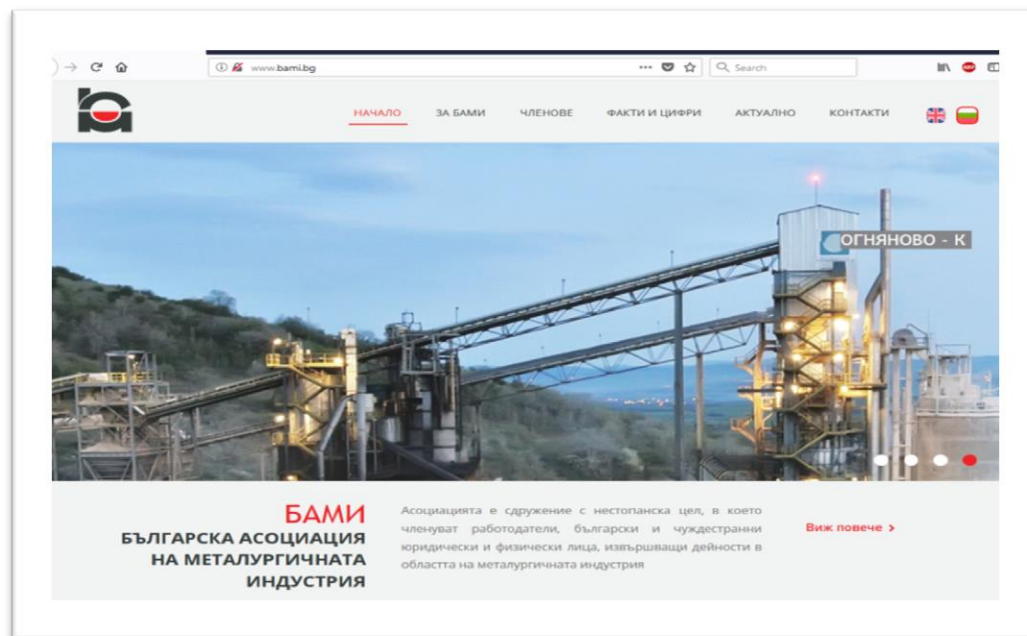 www.bami.bg
Search
НАЧАЛО ЗА БАМИ ЧЛЕНОВЕ ФАКТИ И ЦИФРИ АКТУАЛНО КОНТАКТИ
ОГНЯНОВО - К
БАМИ
БЪЛГАРСКА АСОЦИАЦИЯ
НА МЕТАЛУРГИЧНАТА
ИНДУСТРИЯ
Асоциацията е сдружение с нестопанска цел, в което
членуват работодатели, български и чуждестранни
юридически и физически лица, извършващи дейности в
областта на металургичната индустрия
Виж повече >